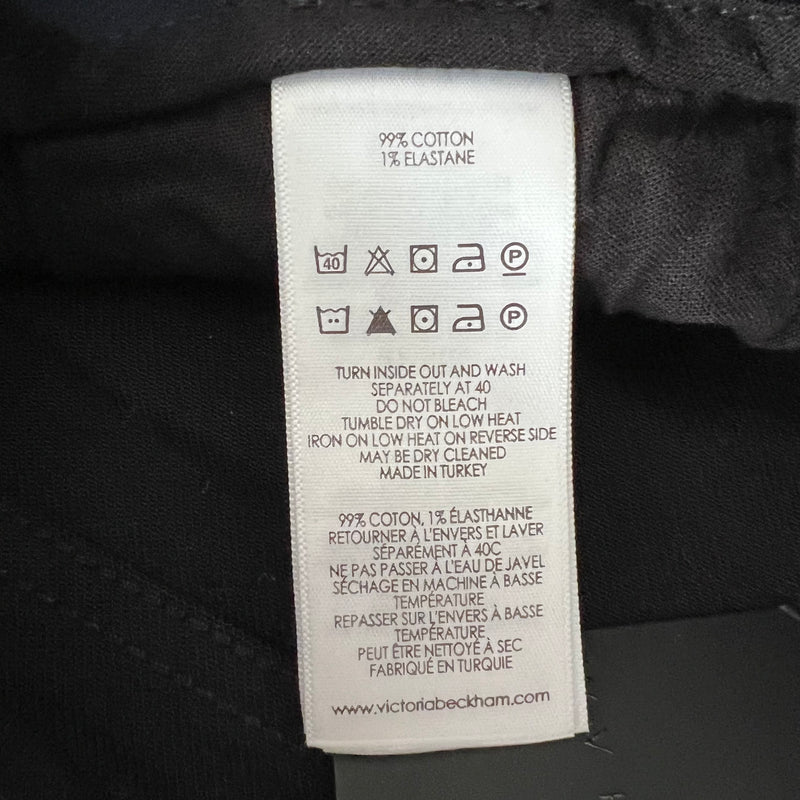 99% COTTON
1% ELASTANE
40 P
P
TURN INSIDE OUT AND WASH
SEPARATELY AT 40
DO NOT BLEACH
TUMBLE DRY ON LOW HEAT
IRON ON LOW HEAT ON REVERSE SIDE
MAY BE DRY CLEANED
MADE IN TURKEY
99% COTON, 1% ÉLASTHANNE
RETOURNER À L'ENVERS ET LAVER
SÉPARÉMENT À 40C
NE PAS PASSER À L'EAU DE JAVEL
SÉCHAGE EN MACHINE À BASSE
TEMPÉRATURE
REPASSER SUR L'ENVERS À BASSE
TEMPÉRATURE
PEUT ÊTRE NETTOYÉ À SEC
FABRIQUÉ EN TURQUIE
www.victoriabeckham.com